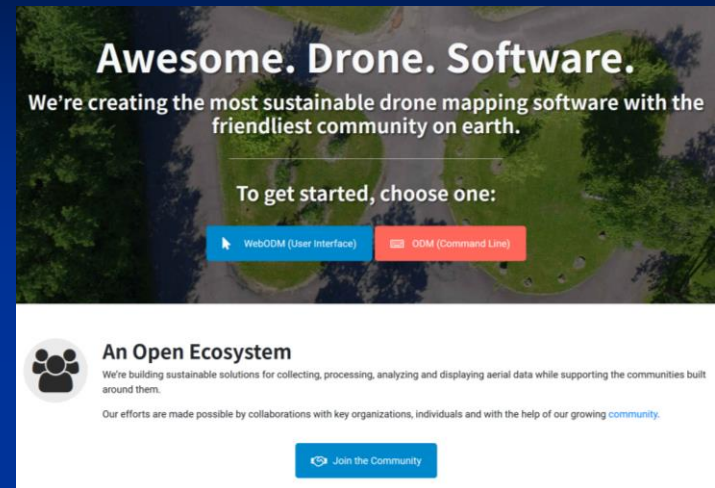 Awesome. Drone. Software.
We’re creating the most sustainable drone mapping software with the
friendliest community on earth.
To get started, choose one:
WebODM (User Interface)
ODM (Command Line)
An Open Ecosystem
We’re building sustainable solutions for collecting, processing, analyzing and displaying aerial data while supporting the communities built
around them.
Our efforts are made possible by collaborations with key organizations, individuals and with the help of our growing community.
Join the Community